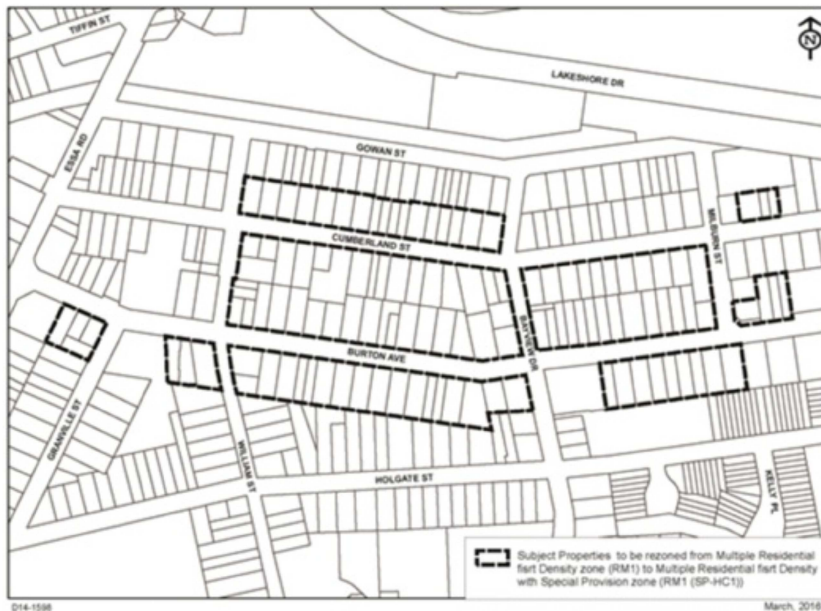 TIFFIN ST
N
LAKESHORE DR
ESSA RD
GOWAN ST
CUMBERLAND ST
MILBURN ST
BAYVIEW DR
BURTON AVE
GRANVILLE ST
WILLIAM ST
HOLGATE ST
KELLY PL
Subject Properties to be rezoned from Multiple Residential
fisrt Density zone (RM1) to Multiple Residential fisrt Density
with Special Provision zone (RM1 (SP-HC1))
D14-1598
March, 2016